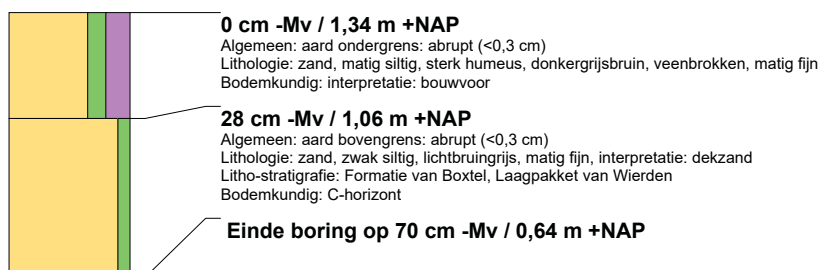 0 cm -Mv / 1,34 m +NAP
Algemeen: aard ondergrens: abrupt (<0,3 cm)
Lithologie: zand, matig siltig, sterk humeus, donkergrijsbruin, veenbrokken, matig fijn
Bodemkundig: interpretatie: bouwvoor
28 cm -Mv / 1,06 m +NAP
Algemeen: aard bovengrens: abrupt (<0,3 cm)
Lithologie: zand, zwak siltig, lichtbruingrijs, matig fijn, interpretatie: dekzand
Litho-stratigrafie: Formatie van Boxtel, Laagpakket van Wierden
Bodemkundig: C-horizont
Einde boring op 70 cm -Mv / 0,64 m +NAP